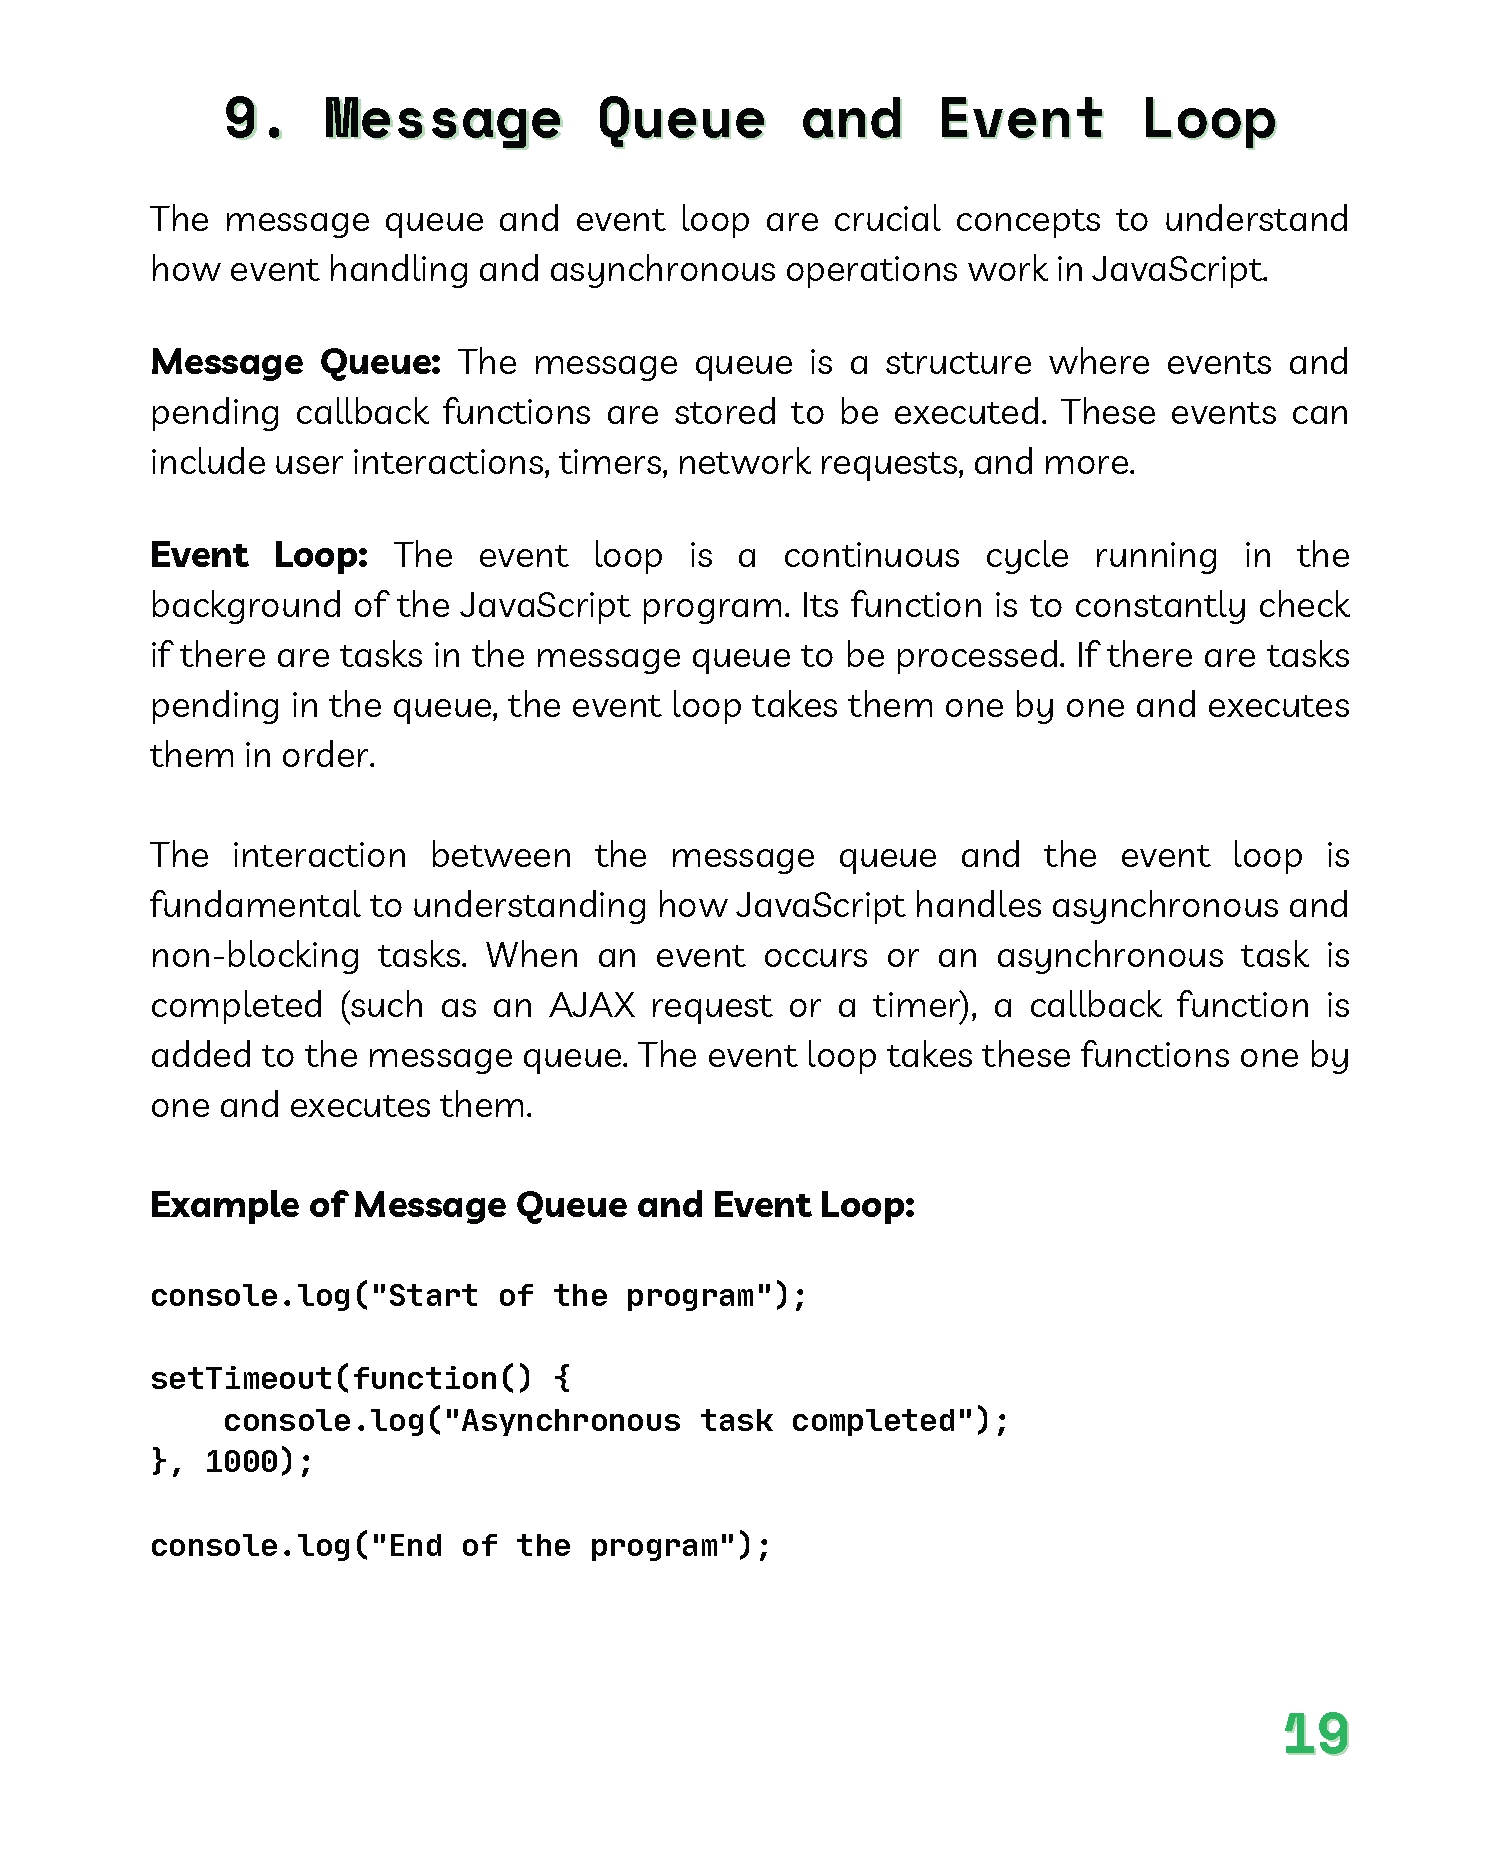 9. Message Queue and Event Loop
The message queue and event loop are crucial concepts to understand
how event handling and asynchronous operations work in JavaScript.
Message Queue: The message queue is a structure where events and
pending callback functions are stored to be executed. These events can
include user interactions, timers, network requests, and more.
Event Loop: The event loop is a continuous cycle running in the
background of the JavaScript program. Its function is to constantly check
if there are tasks in the message queue to be processed. If there are tasks
pending in the queue, the event loop takes them one by one and executes
them in order.
The interaction between the message queue and the event loop is
fundamental to understanding how JavaScript handles asynchronous and
non-blocking tasks. When an event occurs or an asynchronous task is
completed (such as an AJAX request or a timer), a callback function is
added to the message queue. The event loop takes these functions one by
one and executes them.
Example of Message Queue and Event Loop:
console.log("Start of the program");
setTimeout(function() {
    console.log("Asynchronous task completed");
}, 1000);
console.log("End of the program");
19